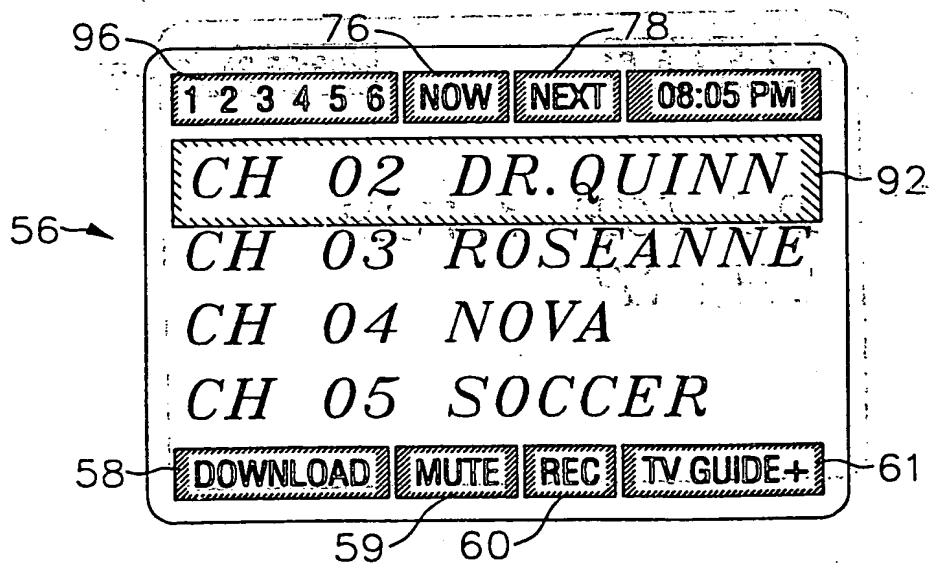 96 76 78
1 2 3 4 5 6 NOW NEXT 08:05 PM
CH 02 DR.QUINN 92
56
CH 03 ROSEANNE
CH 04 NOVA
CH 05 SOCCER
58 DOWNLOAD MUTE REC TV GUIDE+ 61
59 60